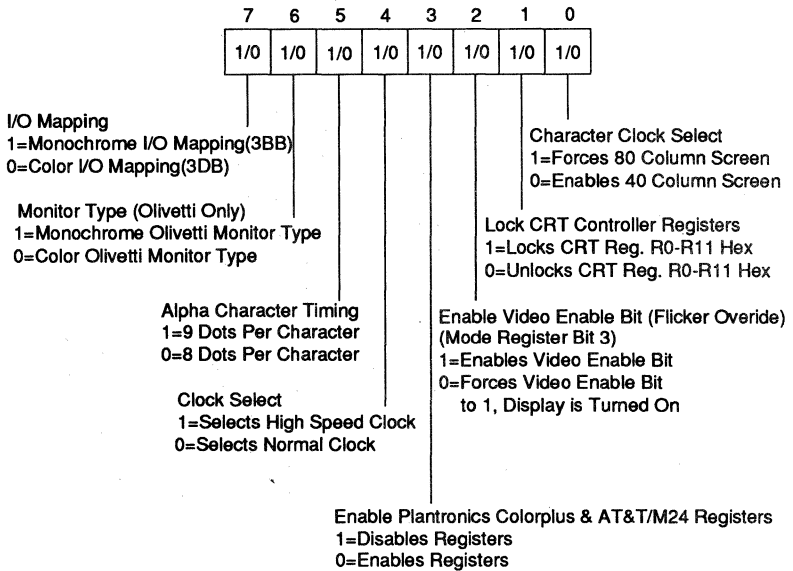 7 6 5 4 3 2 1 0
1/0 1/0 1/0 1/0 1/0 1/0 1/0 1/0
I/O Mapping
1=Monochrome I/O Mapping(3BB)
0=Color I/O Mapping(3DB)
Character Clock Select
1=Forces 80 Column Screen
0=Enables 40 Column Screen
Monitor Type (Olivetti Only)
1=Monochrome Olivetti Monitor Type
0=Color Olivetti Monitor Type
Lock CRT Controller Registers
1=Locks CRT Reg. R0-R11 Hex
0=Unlocks CRT Reg. R0-R11 Hex
Alpha Character Timing
1=9 Dots Per Character
0=8 Dots Per Character
Enable Video Enable Bit (Flicker Overide)
(Mode Register Bit 3)
1=Enables Video Enable Bit
0=Forces Video Enable Bit
to 1, Display is Turned On
Clock Select
1=Selects High Speed Clock
0=Selects Normal Clock
Enable Plantronics Colorplus & AT&T/M24 Registers
1=Disables Registers
0=Enables Registers